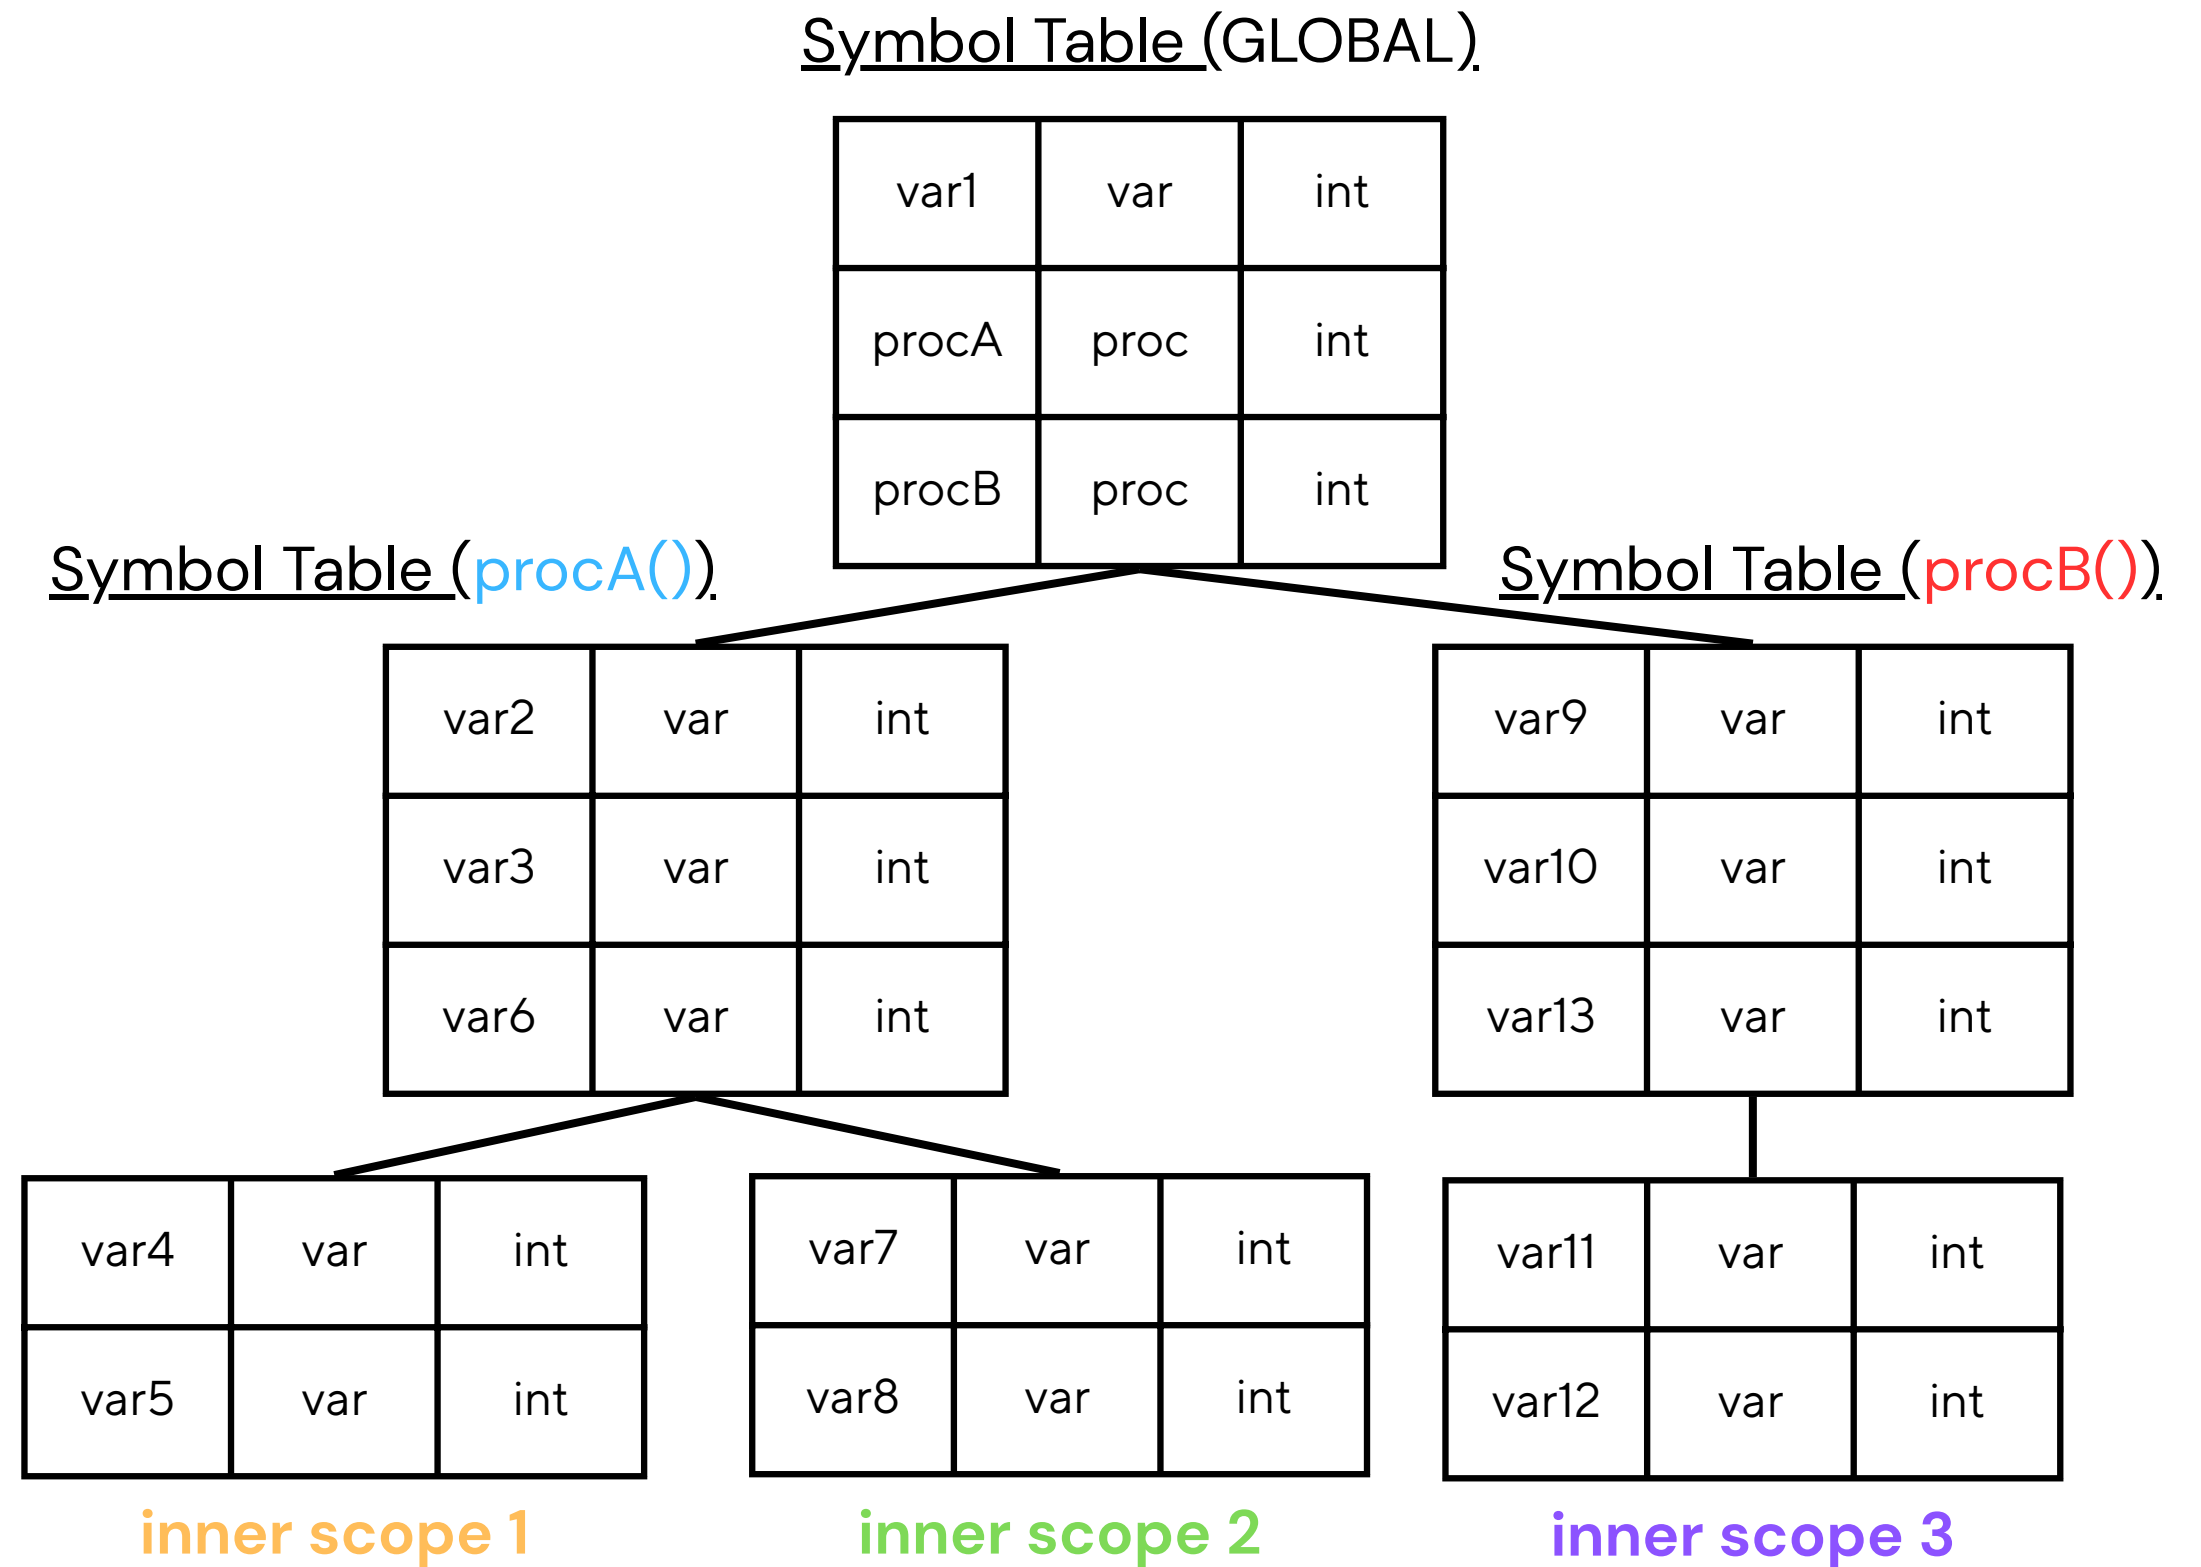 Symbol Table (GLOBAL)
var1 var int
procA proc int
procB proc int
Symbol Table (procA())
var2 var int
var3 var int
var6 var int
Symbol Table (procB())
var9 var int
var10 var int
var13 var int
var4 var int
var5 var int
inner scope 1
var7 var int
var8 var int
inner scope 2
var11 var int
var12 var int
inner scope 3